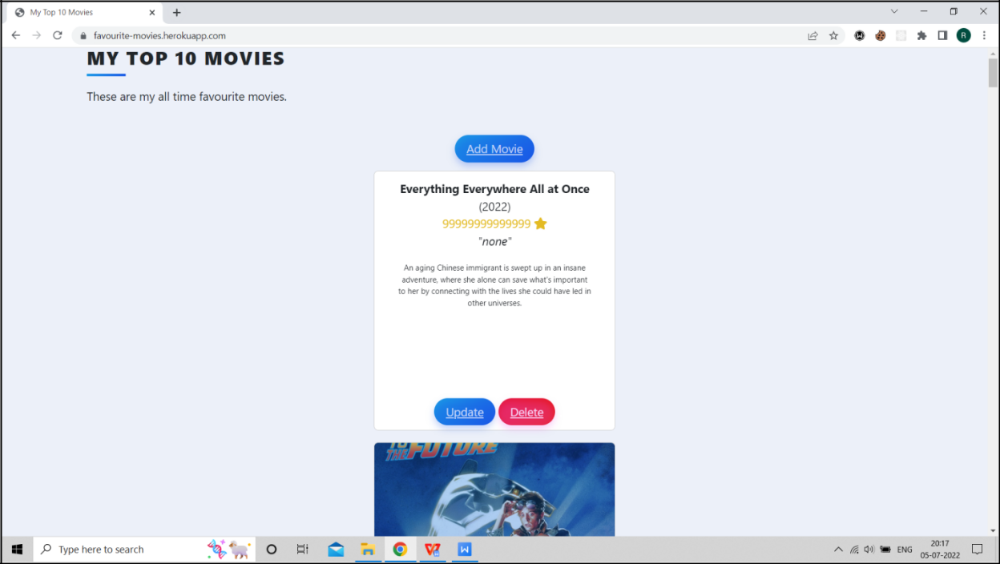 My Top 10 Movies
favourite-movies.herokuapp.com
R
MY TOP 10 MOVIES
These are my all time favourite movies.
Add Movie
Everything Everywhere All at Once
(2022)
99999999999999
"none"
An aging Chinese immigrant is swept up in an insane
adventure, where she alone can save what's important
to her by connecting with the lives she could have led in
other universes.
Update Delete
TO
THE FUTURE
Type here to search
ENG
20:17
05-07-2022